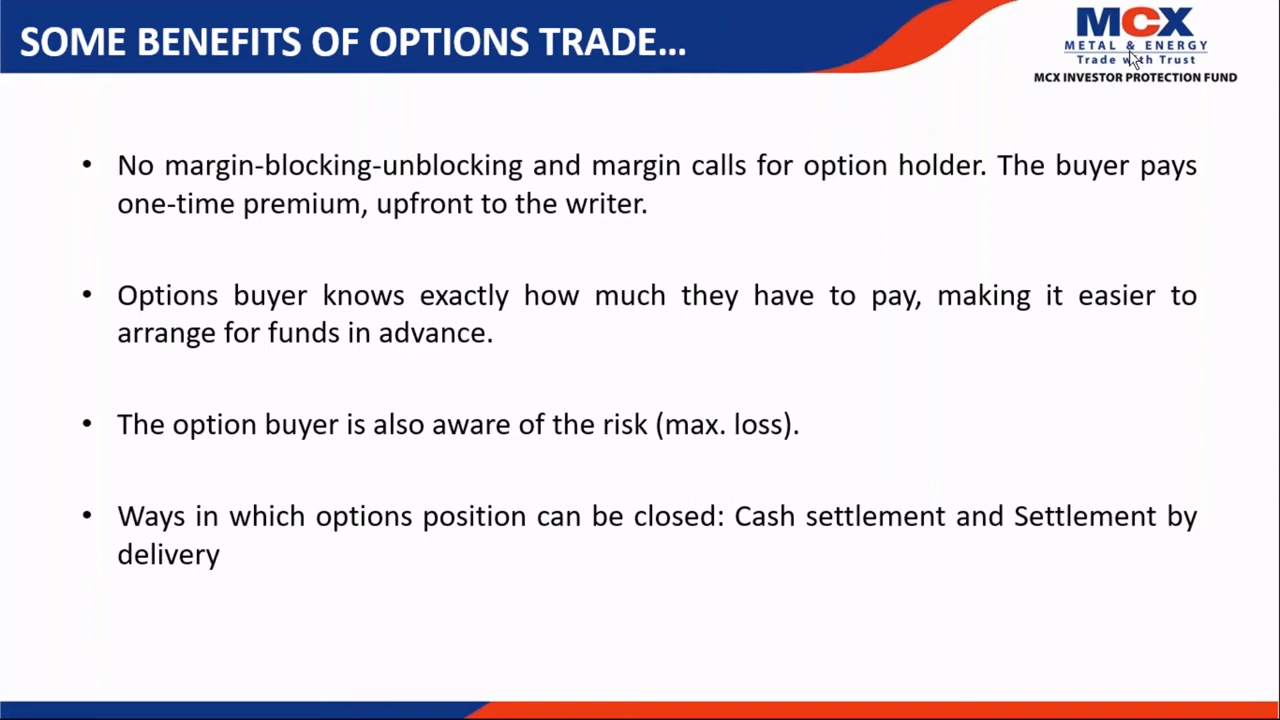 SOME BENEFITS OF OPTIONS TRADE...
MCX
METAL & ENERGY
Trade with Trust
MCX INVESTOR PROTECTION FUND
• No margin-blocking-unblocking and margin calls for option holder. The buyer pays
one-time premium, upfront to the writer.
• Options buyer knows exactly how much they have to pay, making it easier to
arrange for funds in advance.
• The option buyer is also aware of the risk (max. loss).
• Ways in which options position can be closed: Cash settlement and Settlement by
delivery